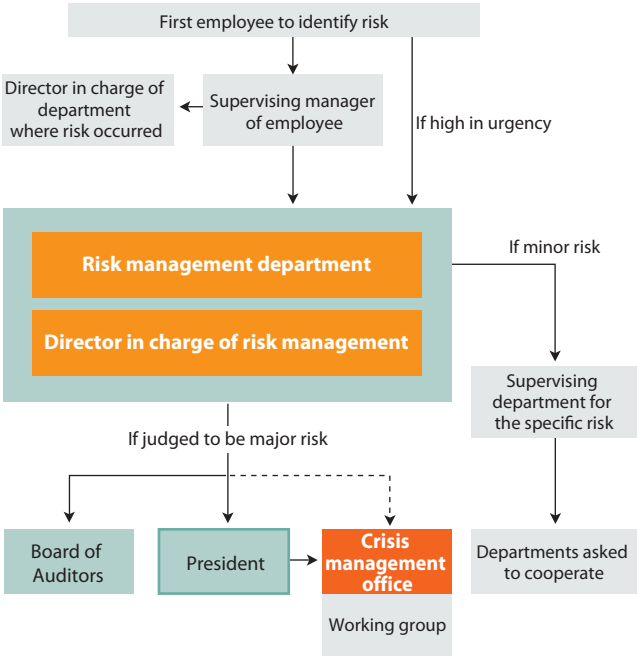 First employee to identify risk
Director in charge of
department
where risk occurred
Supervising manager
of employee
If high in urgency
Risk management department
Director in charge of risk management
If minor risk
Supervising
department for
the specific risk
If judged to be major risk
Board of
Auditors
President
Crisis
management
office
Working group
Departments asked
to cooperate